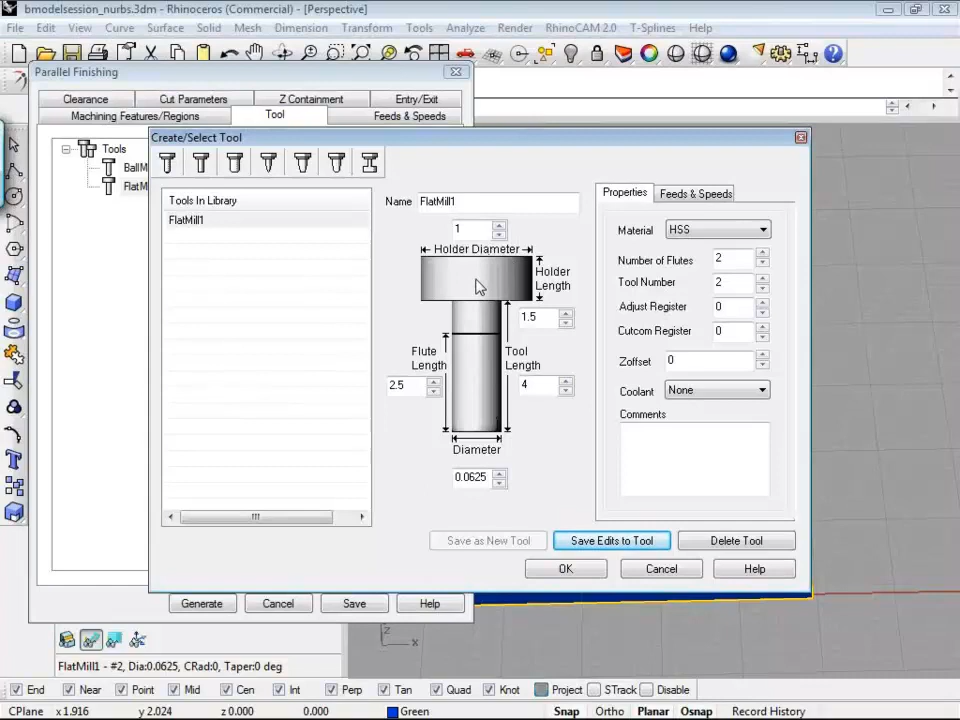 bmodelsession_nurbs.3dm - Rhinoceros (Commercial) - [Perspective]
File Edit View Curve Surface Solid Mesh Dimension Transform Tools Analyze Render RhinoCAM 2.0 T-Splines Help
Parallel Finishing
Clearance Cut Parameters Z Containment Entry/Exit
Machining Features/Regions Tool Feeds & Speeds
Create/Select Tool
Tools
BallM
FlatM
Tools In Library
FlatMill1
Name FlatMill1
1
Holder Diameter
Holder
Length
1.5
Flute
Length
2.5
Tool
Length
4
Diameter
0.0625
Properties Feeds & Speeds
Material HSS
Number of Flutes 2
Tool Number 2
Adjust Register 0
Cutcom Register 0
Zoffset 0
Coolant None
Comments
Save as New Tool Save Edits to Tool Delete Tool
OK Cancel Help
Generate Cancel Save Help
z
x
FlatMill1 - #2, Dia:0.0625, CRad:0, Taper:0 deg
End Near Point Mid Cen Int Perp Tan Quad Knot Project STrack Disable
CPlane x 1.916 y 2.024 z 0.000 0.000 Green Snap Ortho Planar Osnap Record History